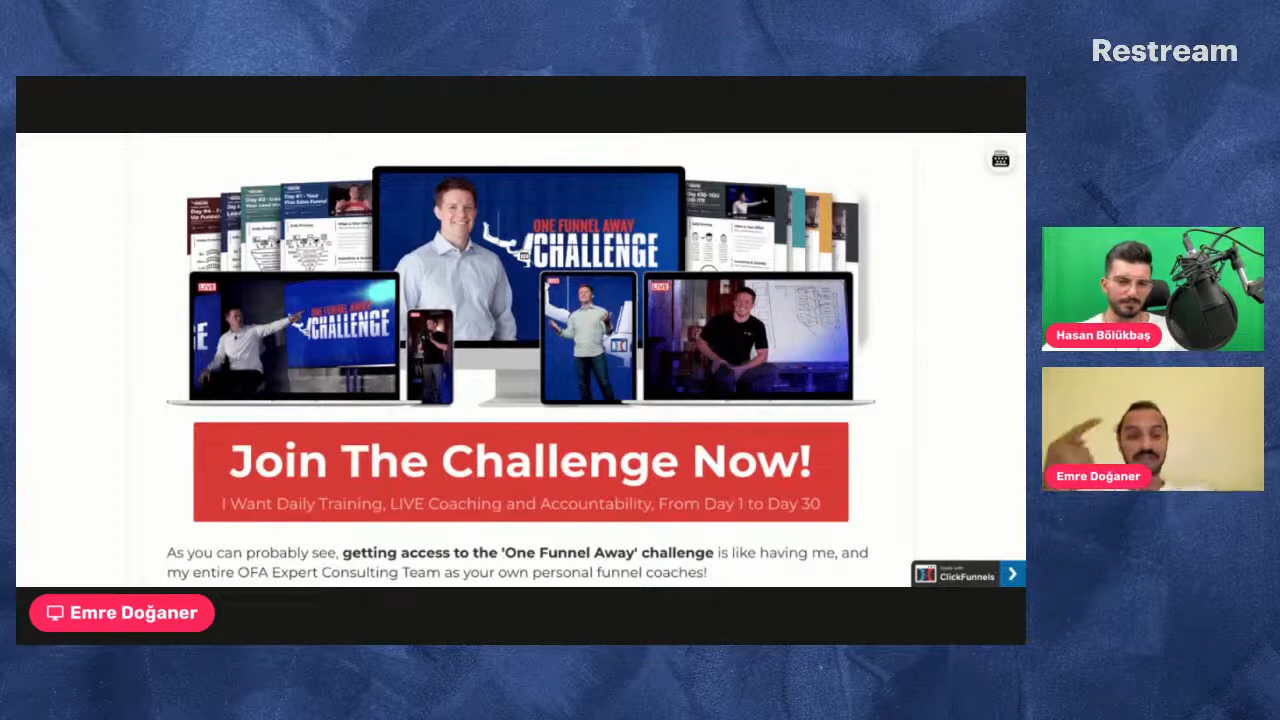 Restream
ONE FUNNEL AWAY
CHALLENGE
LIVE
ONE FUNNEL AWAY
CHALLENGE
LIVE
Join The Challenge Now!
I Want Daily Training, LIVE Coaching and Accountability, From Day 1 to Day 30
As you can probably see, getting access to the 'One Funnel Away' challenge is like having me, and
my entire OFA Expert Consulting Team as your own personal funnel coaches!
made with
ClickFunnels
Emre Doğaner
Hasan Bölükbaş
Emre Doğaner